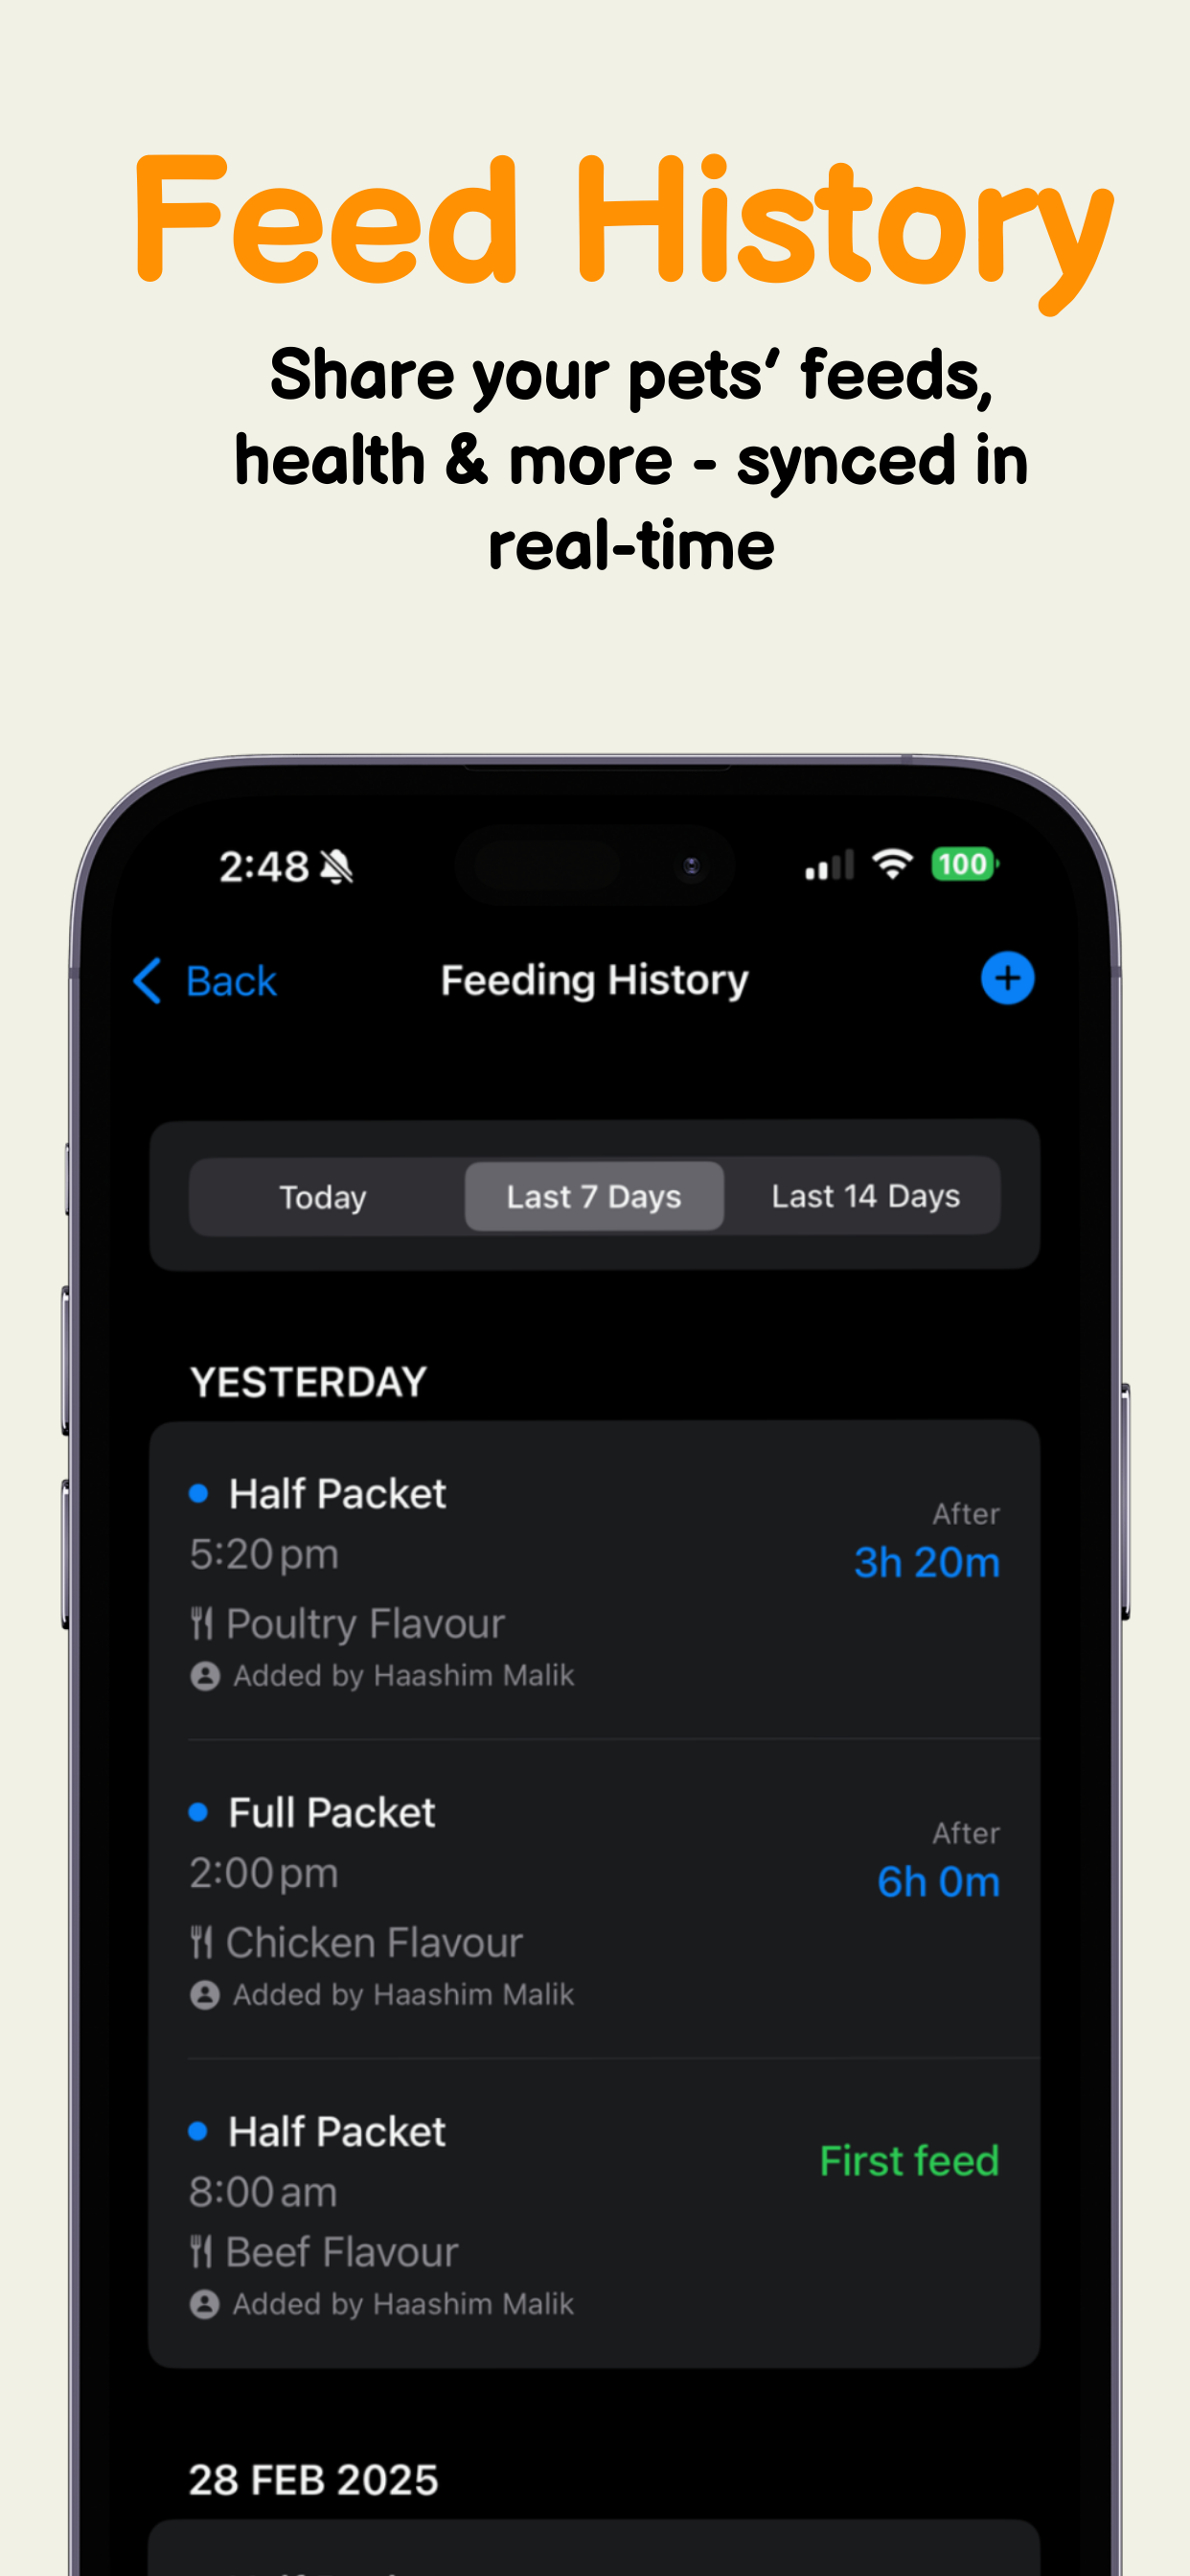 Feed History
Share your pets’ feeds,
health & more - synced in
real-time
2:48
100
Back
Feeding History
Today
Last 7 Days
Last 14 Days
YESTERDAY
Half Packet
After
5:20 pm
3h 20m
Poultry Flavour
Added by Haashim Malik
Full Packet
After
2:00 pm
6h 0m
Chicken Flavour
Added by Haashim Malik
Half Packet
First feed
8:00 am
Beef Flavour
Added by Haashim Malik
28 FEB 2025